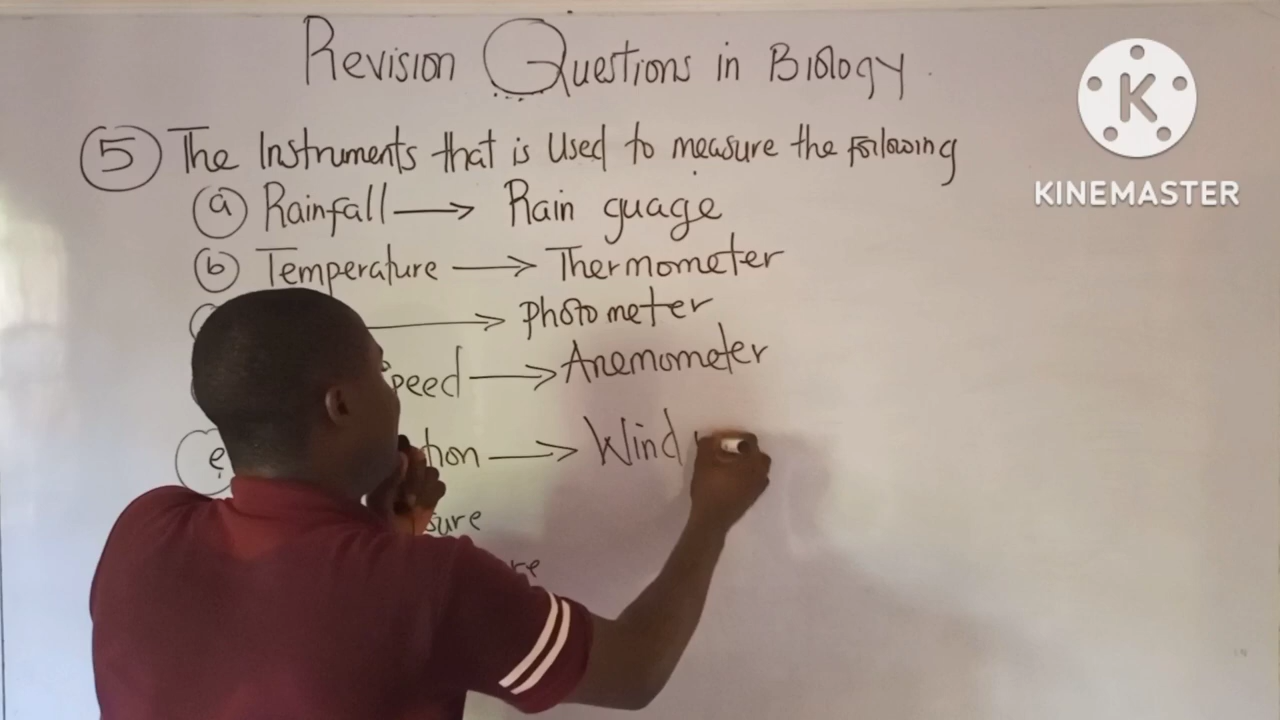 Revision Questions in Biology
5 The Instruments that is Used to measure the following
a Rainfall → Rain guage
b Temperature → Thermometer
→ Photometer
peed → Anemometer
e tion → Wind
sure
re
K
KINEMASTER